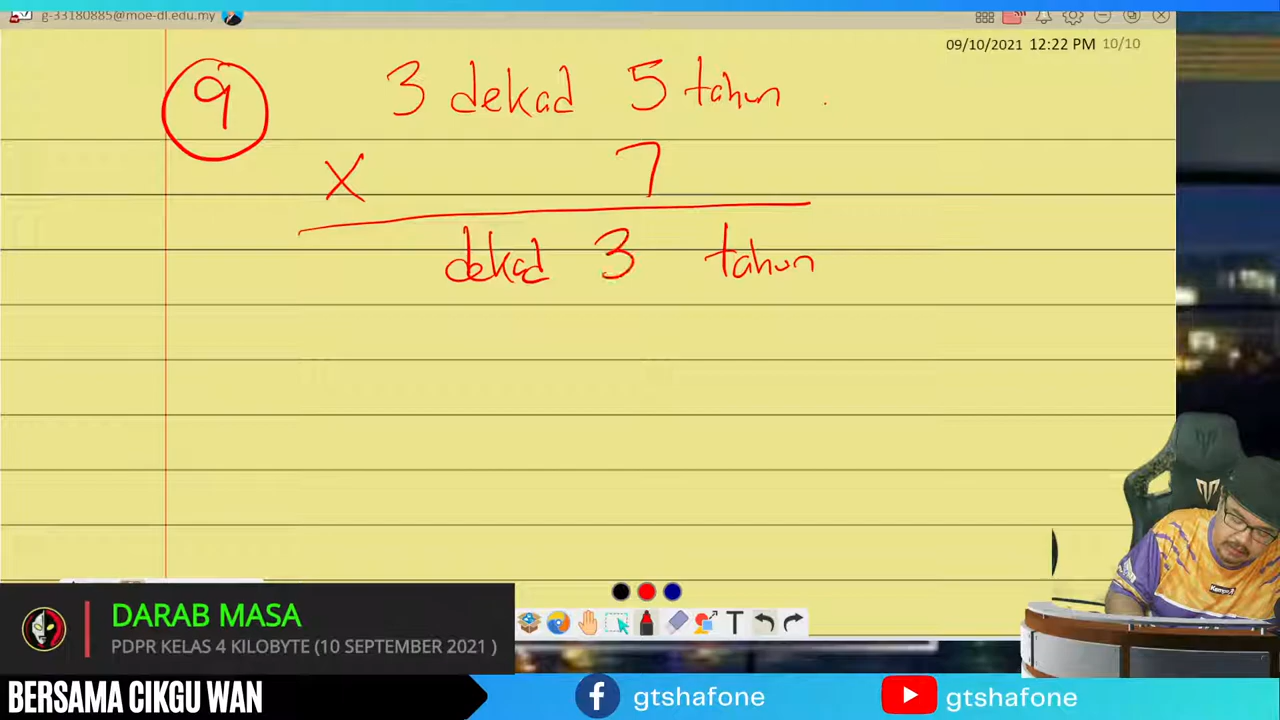 g-33180885@moe-dl.edu.my
09/10/2021 12:22 PM 10/10
9 3 dekad 5 tahun
x 7
dekad 3 tahun
T
DARAB MASA
PDPR KELAS 4 KILOBYTE (10 SEPTEMBER 2021 )
BERSAMA CIKGU WAN
gtshafone
gtshafone